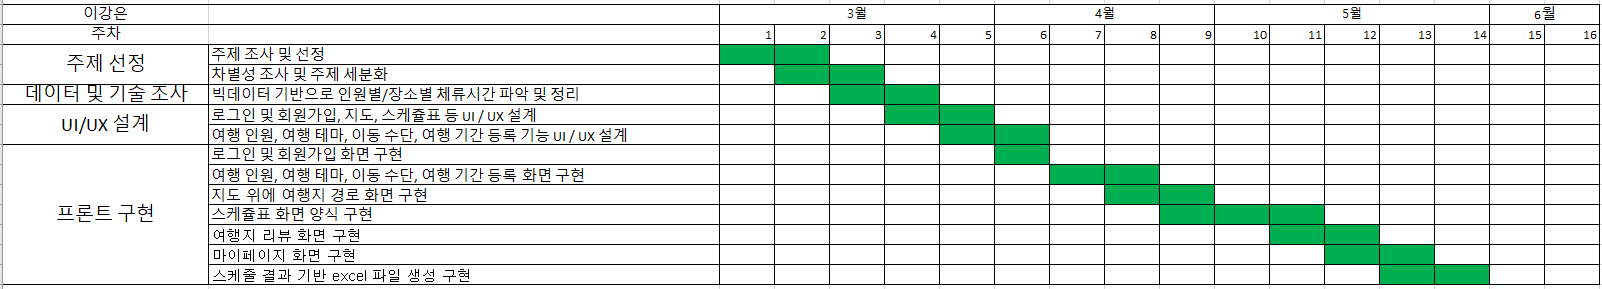 이강은 3월 4월 5월 6월
주차 1 2 3 4 5 6 7 8 9 10 11 12 13 14 15 16
주제 선정 주제 조사 및 선정
차별성 조사 및 주제 세분화
데이터 및 기술 조사 빅데이터 기반으로 인원별/장소별 체류시간 파악 및 정리
UI/UX 설계 로그인 및 회원가입, 지도, 스케쥴표 등 UI / UX 설계
여행 인원, 여행 테마, 이동 수단, 여행 기간 등록 기능 UI / UX 설계
프론트 구현 로그인 및 회원가입 화면 구현
여행 인원, 여행 테마, 이동 수단, 여행 기간 등록 화면 구현
지도 위에 여행지 경로 화면 구현
스케쥴표 화면 양식 구현
여행지 리뷰 화면 구현
마이페이지 화면 구현
스케줄 결과 기반 excel 파일 생성 구현